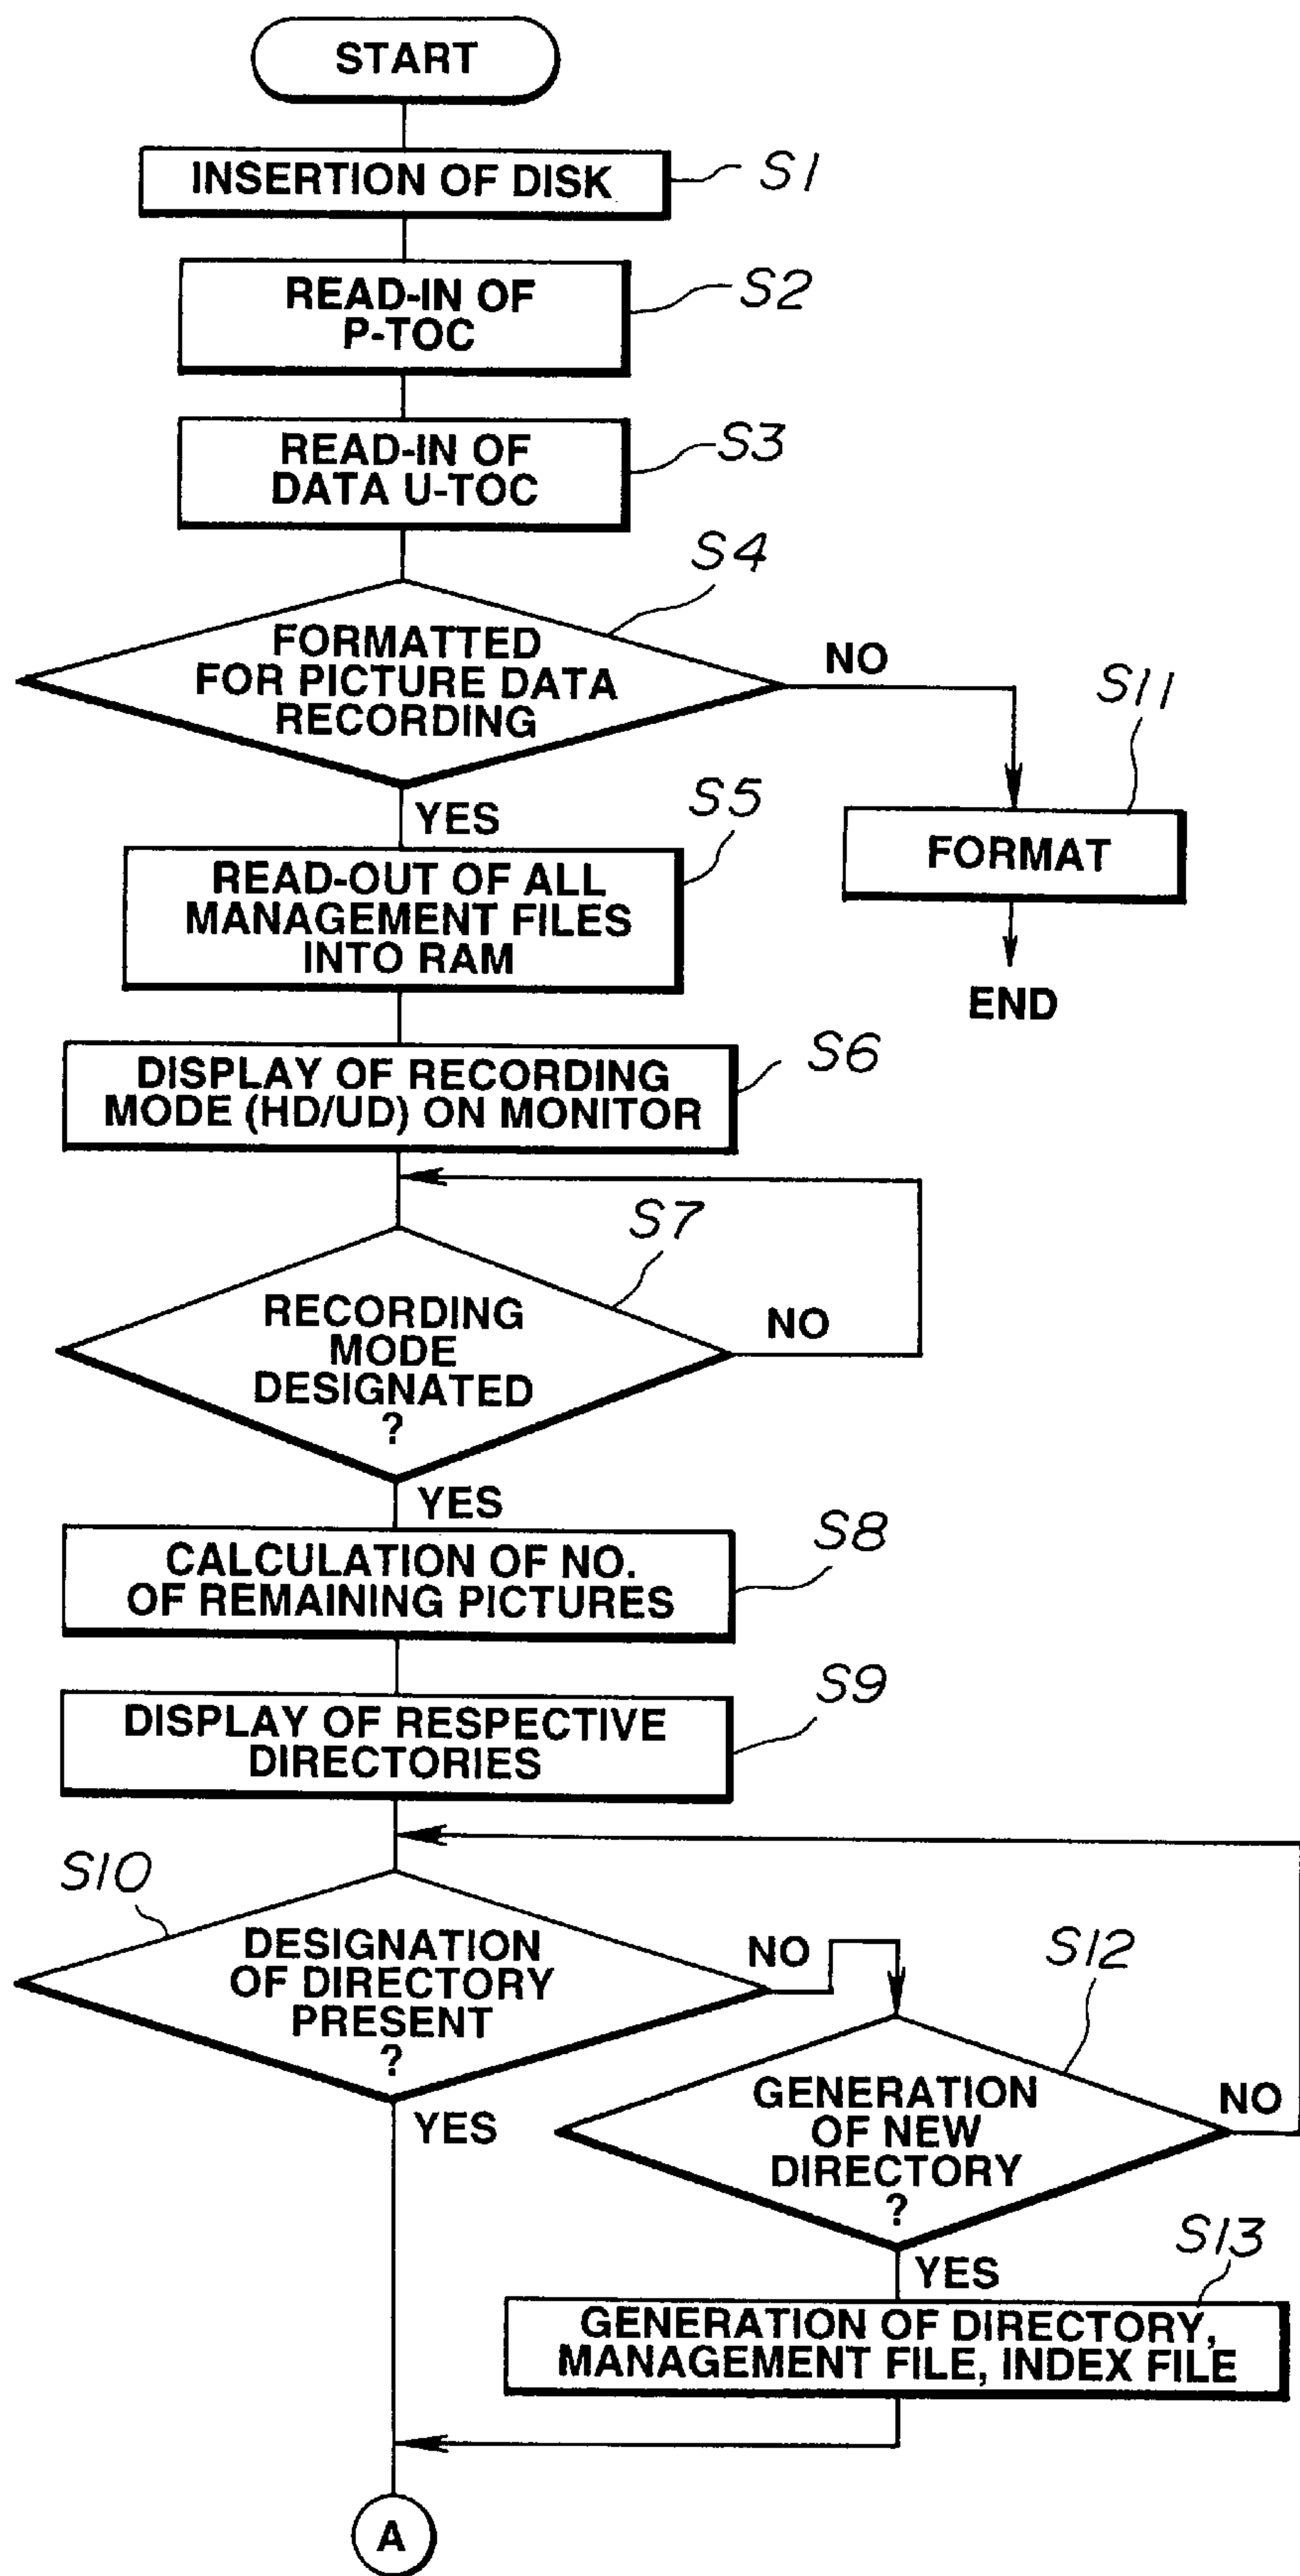 START
INSERTION OF DISK
S1
READ-IN OF
P-TOC
S2
READ-IN OF
DATA U-TOC
S3
S4
FORMATTED
FOR PICTURE DATA
RECORDING
NO
S11
YES
FORMAT
END
S5
READ-OUT OF ALL
MANAGEMENT FILES
INTO RAM
S6
DISPLAY OF RECORDING
MODE (HD/UD) ON MONITOR
S7
RECORDING
MODE
DESIGNATED
?
NO
YES
S8
CALCULATION OF NO.
OF REMAINING PICTURES
S9
DISPLAY OF RESPECTIVE
DIRECTORIES
S10
DESIGNATION
OF DIRECTORY
PRESENT
?
NO
YES
S12
GENERATION
OF NEW
DIRECTORY
?
NO
YES
S13
GENERATION OF DIRECTORY,
MANAGEMENT FILE, INDEX FILE
A